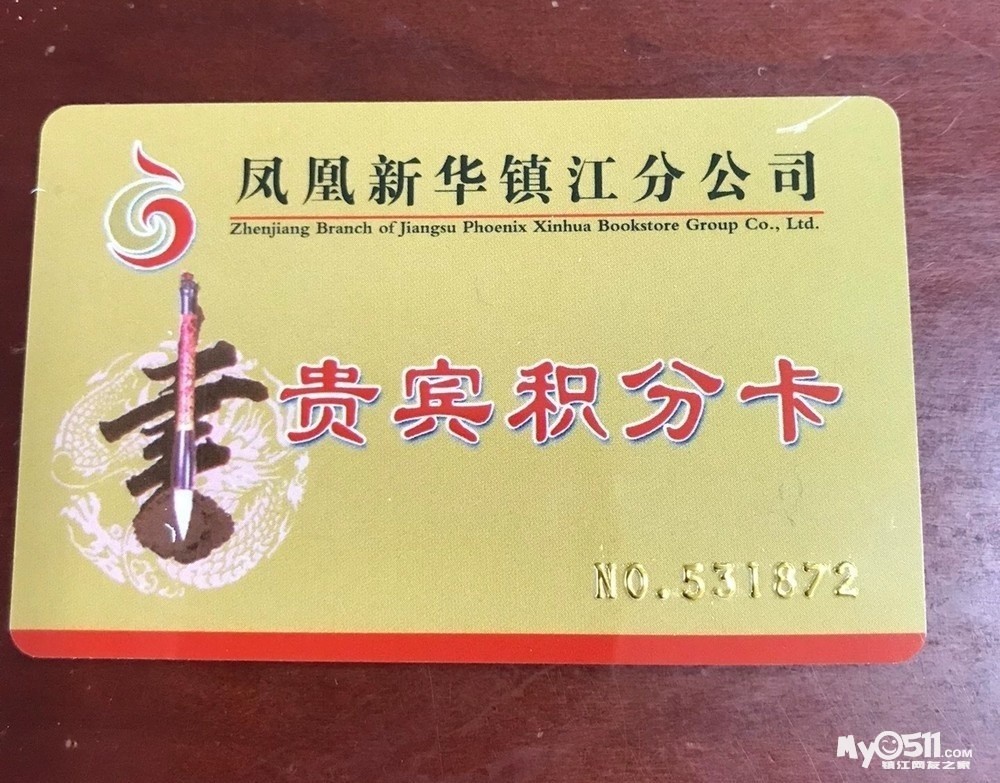 凤凰新华镇江分公司
Zhenjiang Branch of Jiangsu Phoenix Xinhua Bookstore Group Co., Ltd.
書
贵宾积分卡
NO.531872
My0511.COM
镇江网友之家